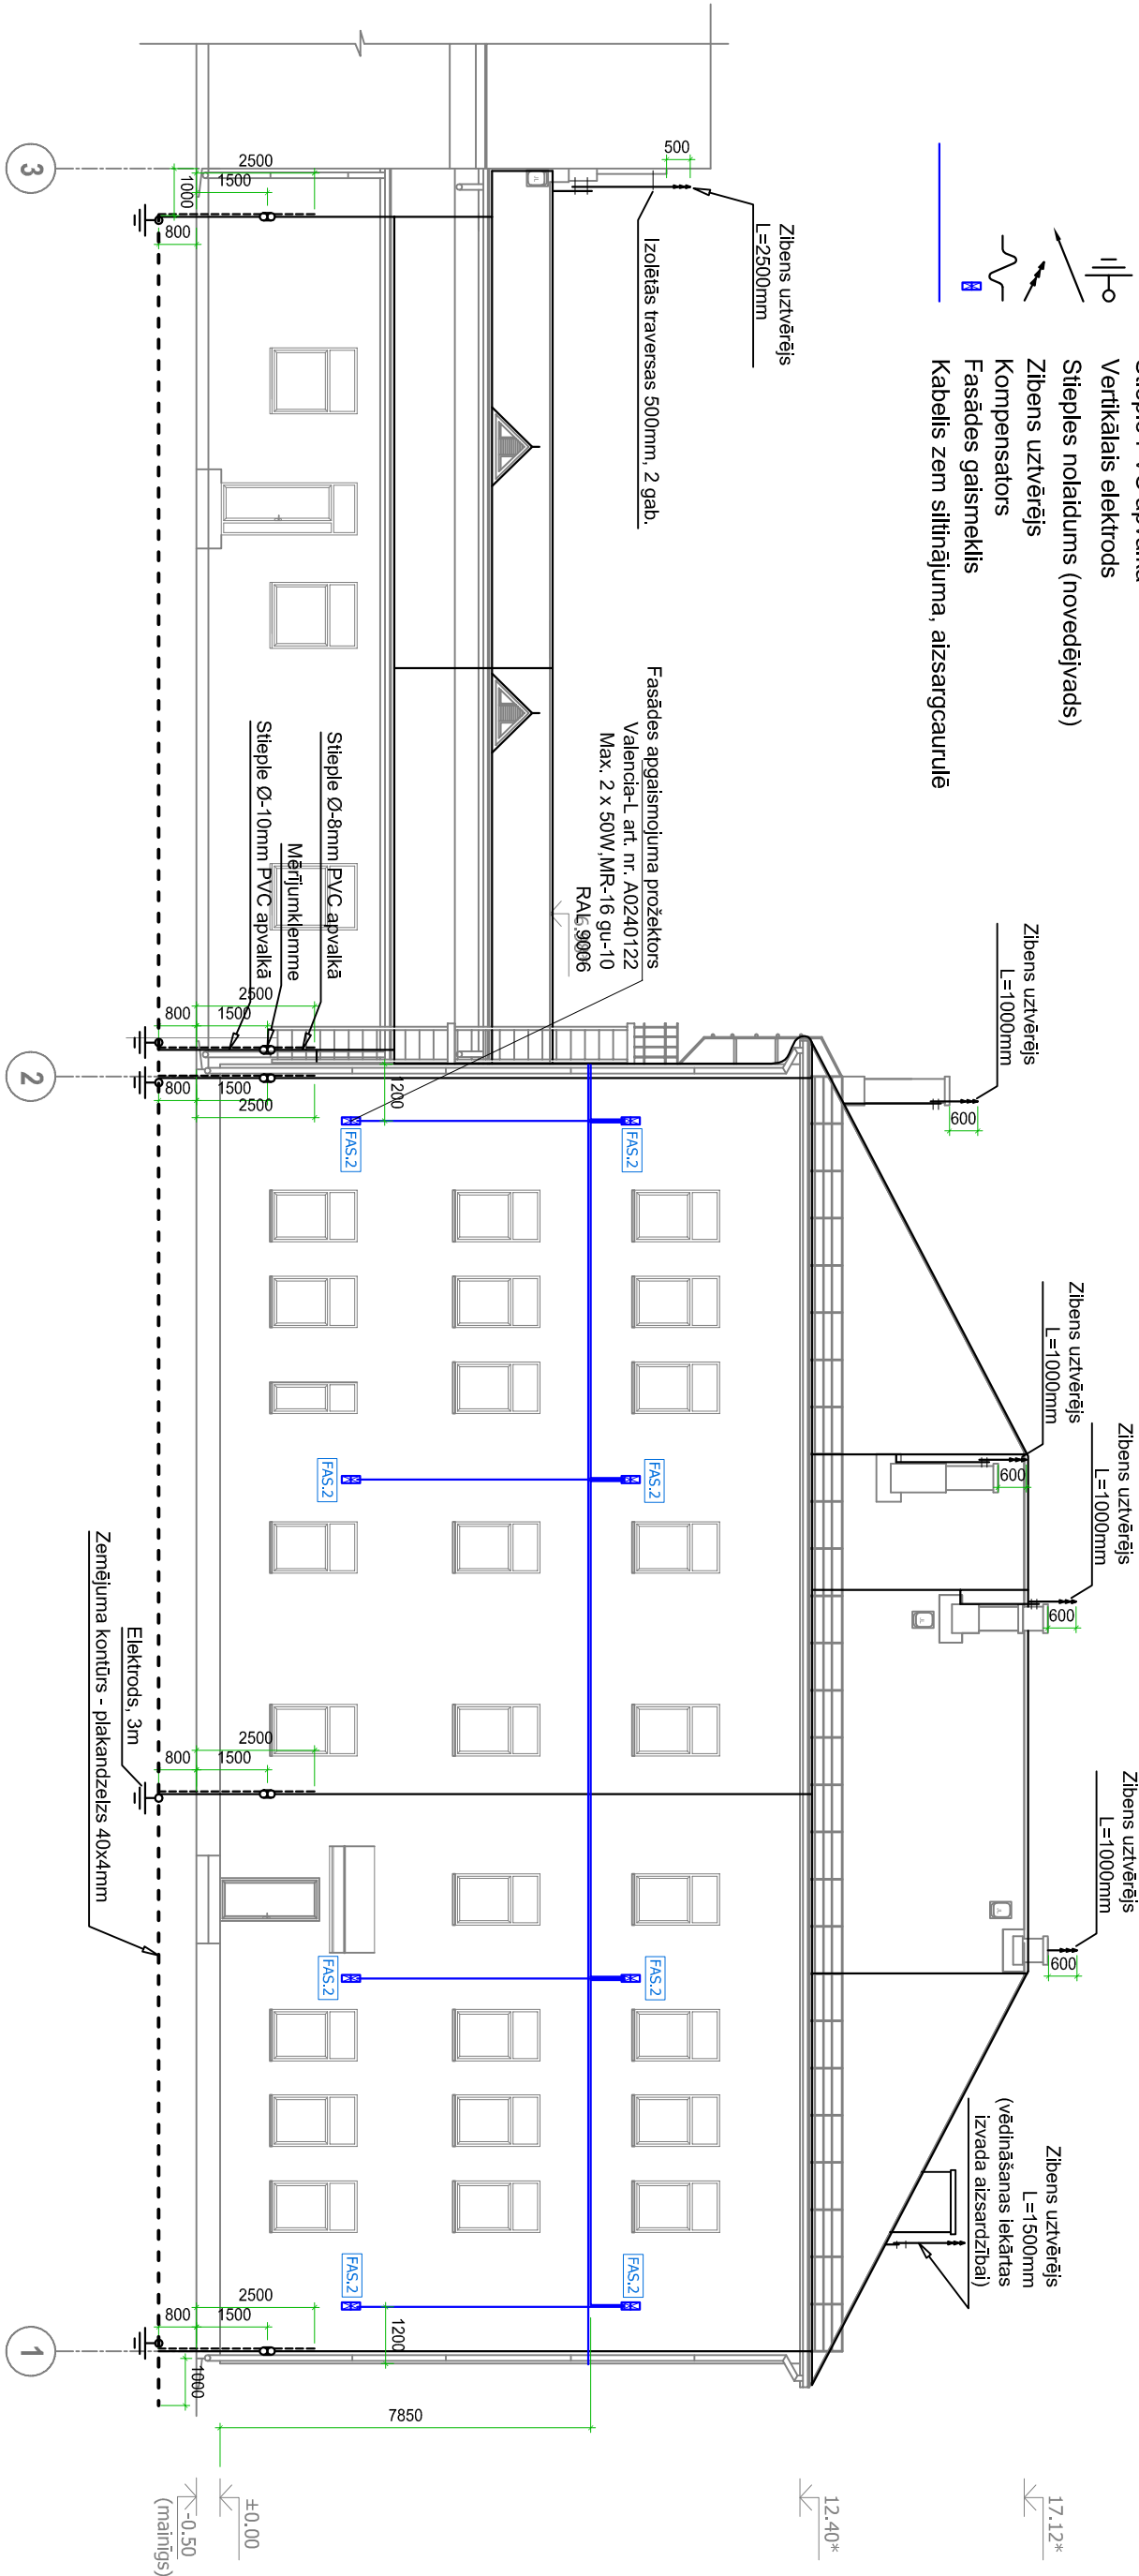 Vertikālais elektrods
Stieples nolaidums (novedējvads)
Zibens uztvērējs
Kompensators
Fasādes gaismeklis
Kabelis zem siltinājuma, aizsargcaurulē
Zibens uztvērējs
L=2500mm
Izolētās traversas 500mm, 2 gab.
500
2500
1500
1000
800
3
Fasādes apgaismojuma prožektors
Valencia-L art. nr. A0240122
Max. 2 x 50W,MR-16 gu-10
RAL 9006
Stieple Ø-8mm PVC apvalkā
Mērījumklemme
Stieple Ø-10mm PVC apvalkā
2500
1500
800
2
800
1500
2500
1200
Zibens uztvērējs
L=1000mm
600
Zibens uztvērējs
L=1000mm
600
Zibens uztvērējs
L=1000mm
600
Zibens uztvērējs
L=1000mm
600
Zibens uztvērējs
L=1500mm
(vēdināšanas iekārtas
izvada aizsardzībai)
FAS.2
FAS.2
FAS.2
FAS.2
FAS.2
FAS.2
FAS.2
FAS.2
2500
1500
800
Elektrods, 3m
Zemējuma kontūrs - plakandzelzs 40x4mm
2500
1500
800
1200
1000
1
7850
17.12*
12.40*
±0.00
-0.50
(mainīgs)